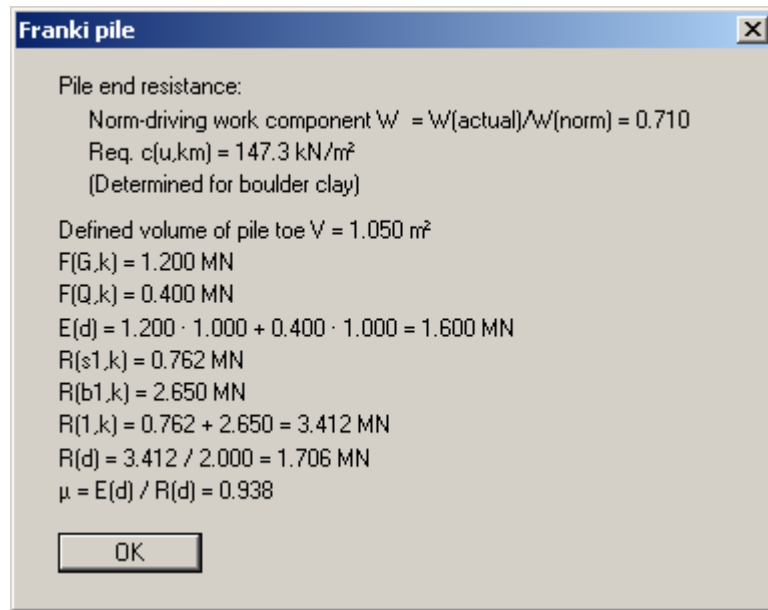 Franki pile
Pile end resistance:
Norm-driving work component W = W(actual)/W(norm) = 0.710
Req. c(u,km) = 147.3 kN/m²
(Determined for boulder clay)
Defined volume of pile toe V = 1.050 m²
F(G,k) = 1.200 MN
F(Q,k) = 0.400 MN
E(d) = 1.200 · 1.000 + 0.400 · 1.000 = 1.600 MN
R(s1,k) = 0.762 MN
R(b1,k) = 2.650 MN
R(1,k) = 0.762 + 2.650 = 3.412 MN
R(d) = 3.412 / 2.000 = 1.706 MN
µ = E(d) / R(d) = 0.938
OK